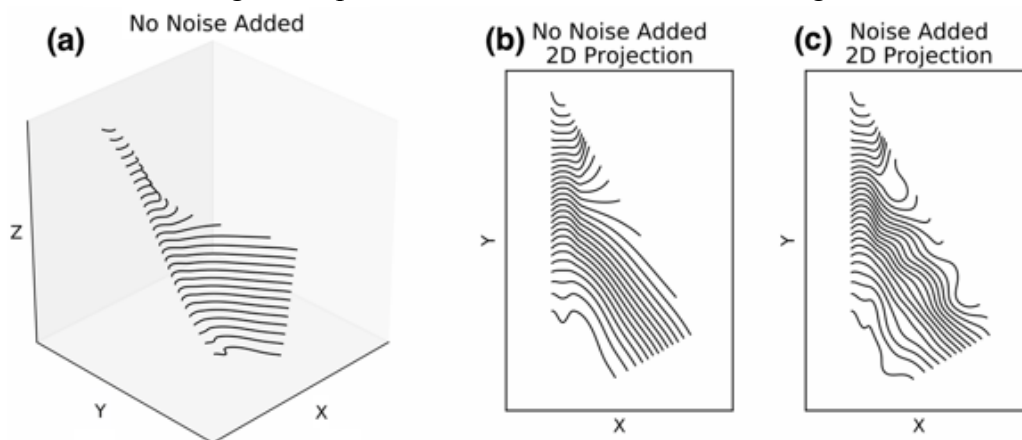 (a) No Noise Added
Z
Y
X
(b) No Noise Added
2D Projection
Y
X
(c) Noise Added
2D Projection
Y
X